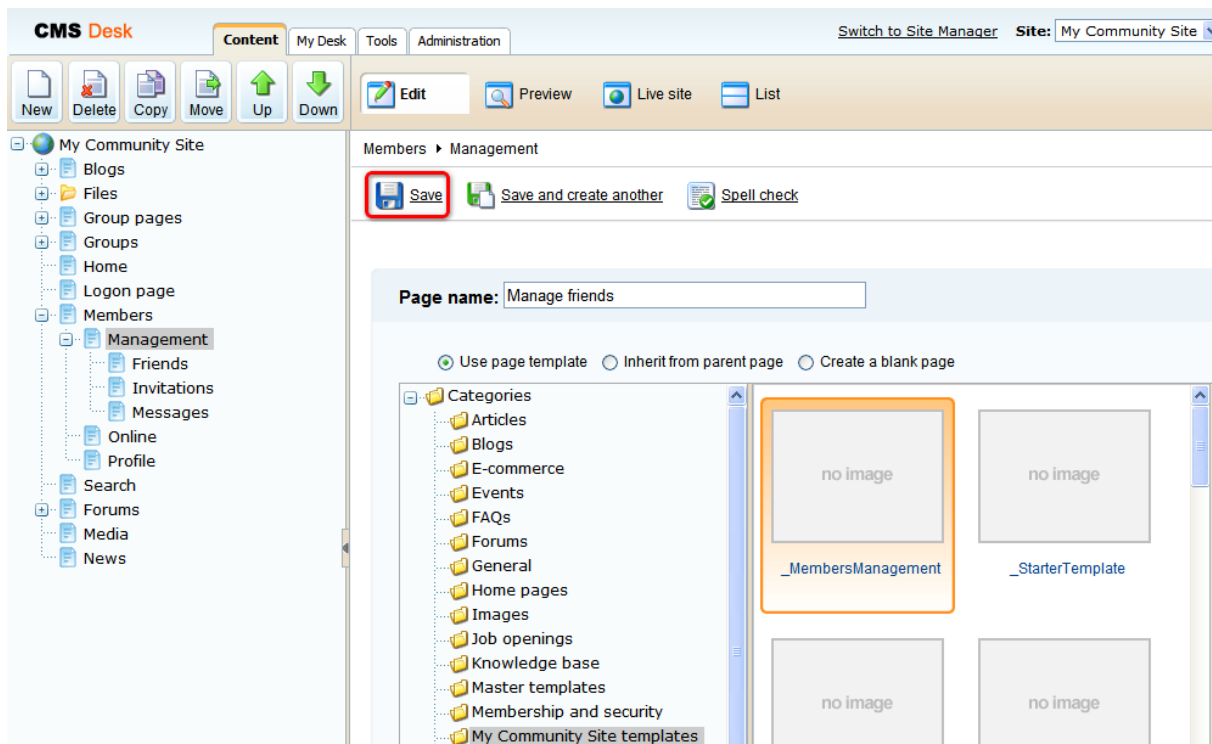 CMS Desk
Content My Desk Tools Administration
Switch to Site Manager Site: My Community Site
New Delete Copy Move Up Down
Edit Preview Live site List
My Community Site
Blogs
Files
Group pages
Groups
Home
Logon page
Members
Management
Friends
Invitations
Messages
Online
Profile
Search
Forums
Media
News
Members Management
Save Save and create another Spell check
Page name: Manage friends
Use page template Inherit from parent page Create a blank page
Categories
Articles
Blogs
E-commerce
Events
FAQs
Forums
General
Home pages
Images
Job openings
Knowledge base
Master templates
Membership and security
My Community Site templates
no image no image
_MembersManagement _StarterTemplate
no image no image